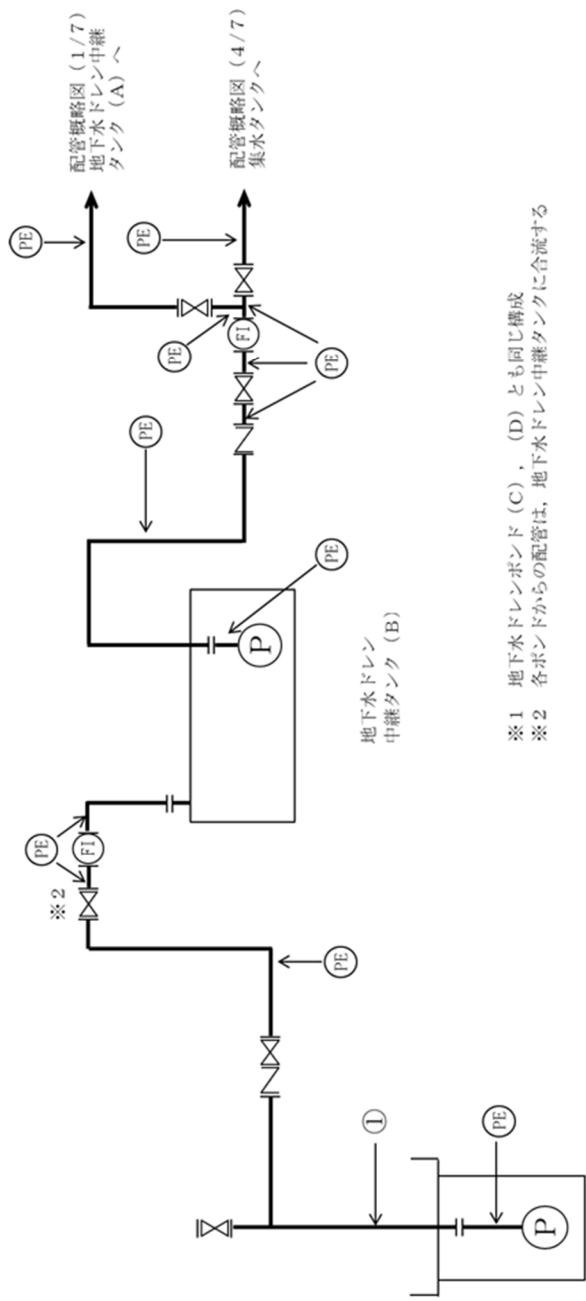 配管概略図（1/7）
地下水ドレン中継
タンク（A）へ
配管概略図（4/7）
集水タンクへ
PE
PE
PE
FI
PE
PE
PE
P
地下水ドレン
中継タンク（B）
PE
FI
※2
PE
①
PE
P
※1　地下水ドレンポンド（C），（D）とも同じ構成
※2　各ポンドからの配管は，地下水ドレン中継タンクに合流する